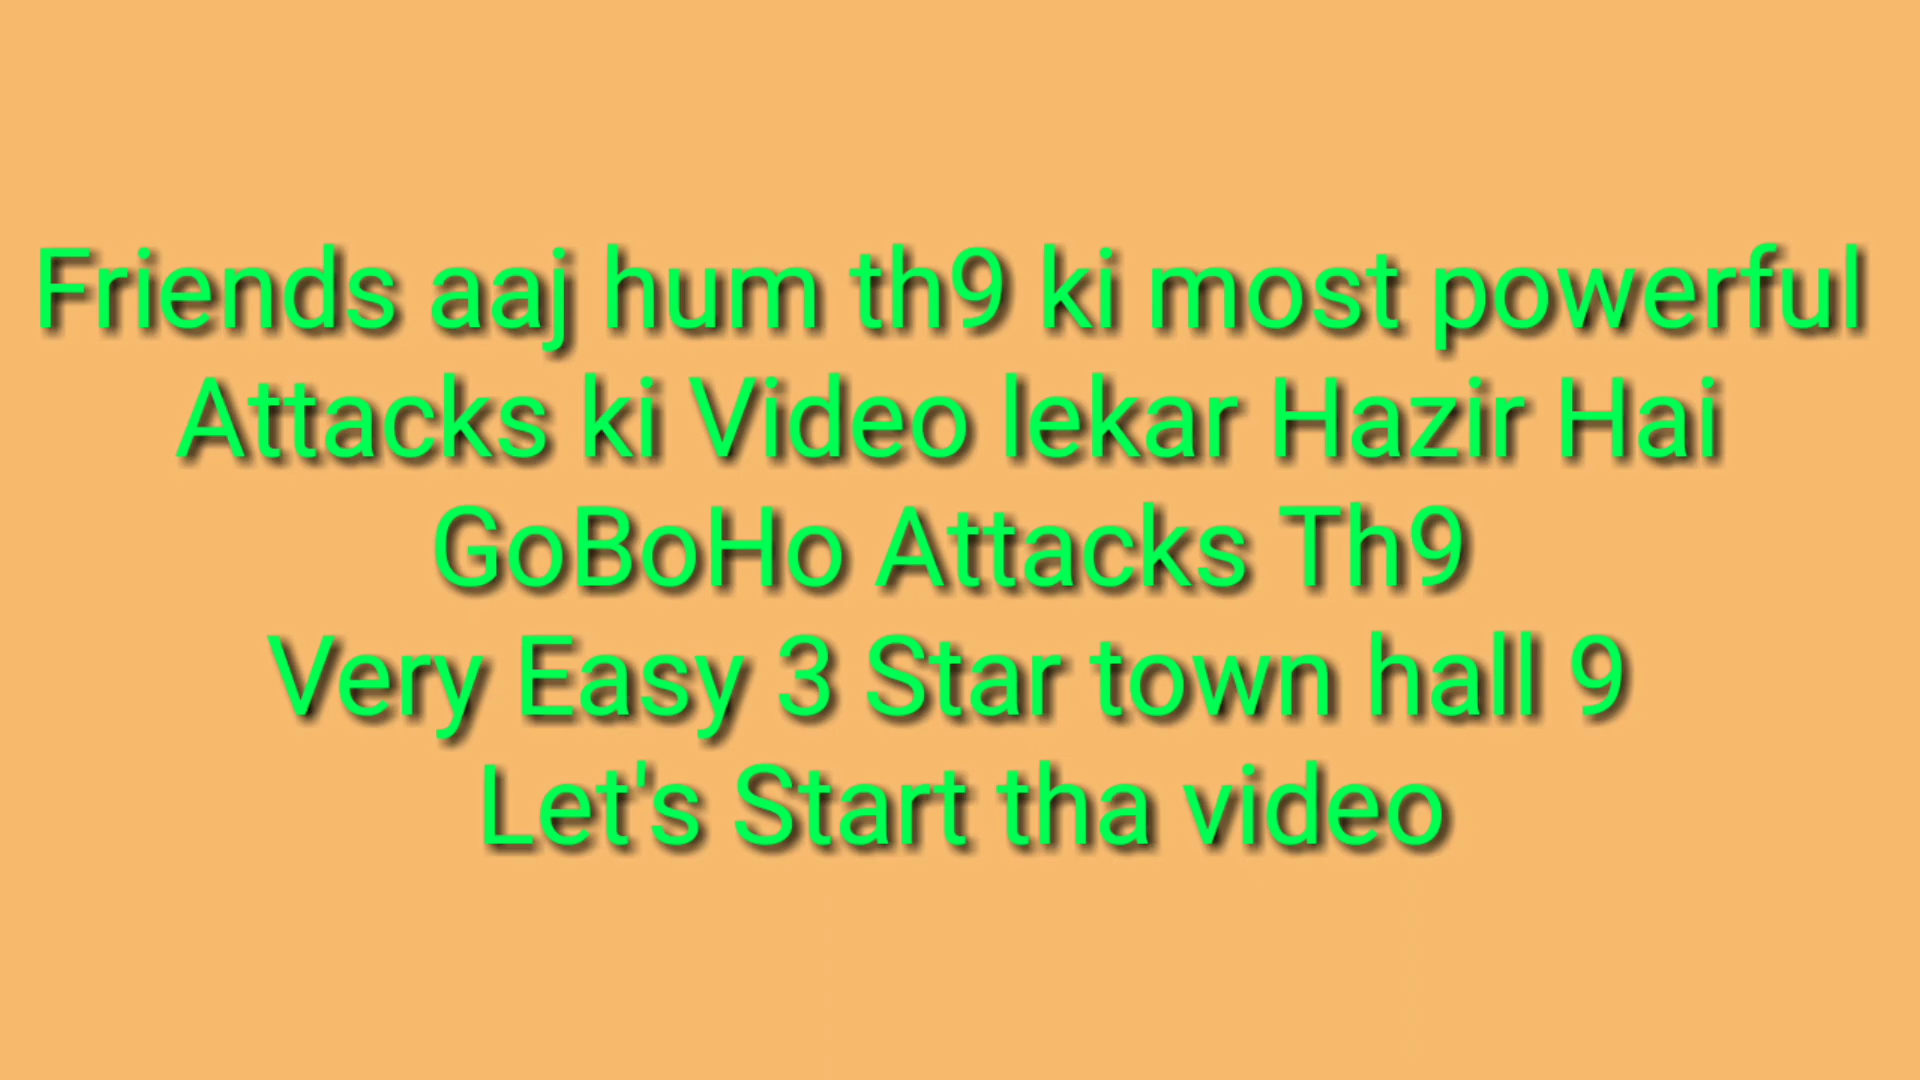 Friends aaj hum th9 ki most powerful
Attacks ki Video lekar Hazir Hai
GoBoHo Attacks Th9
Very Easy 3 Star town hall 9
Let's Start tha video